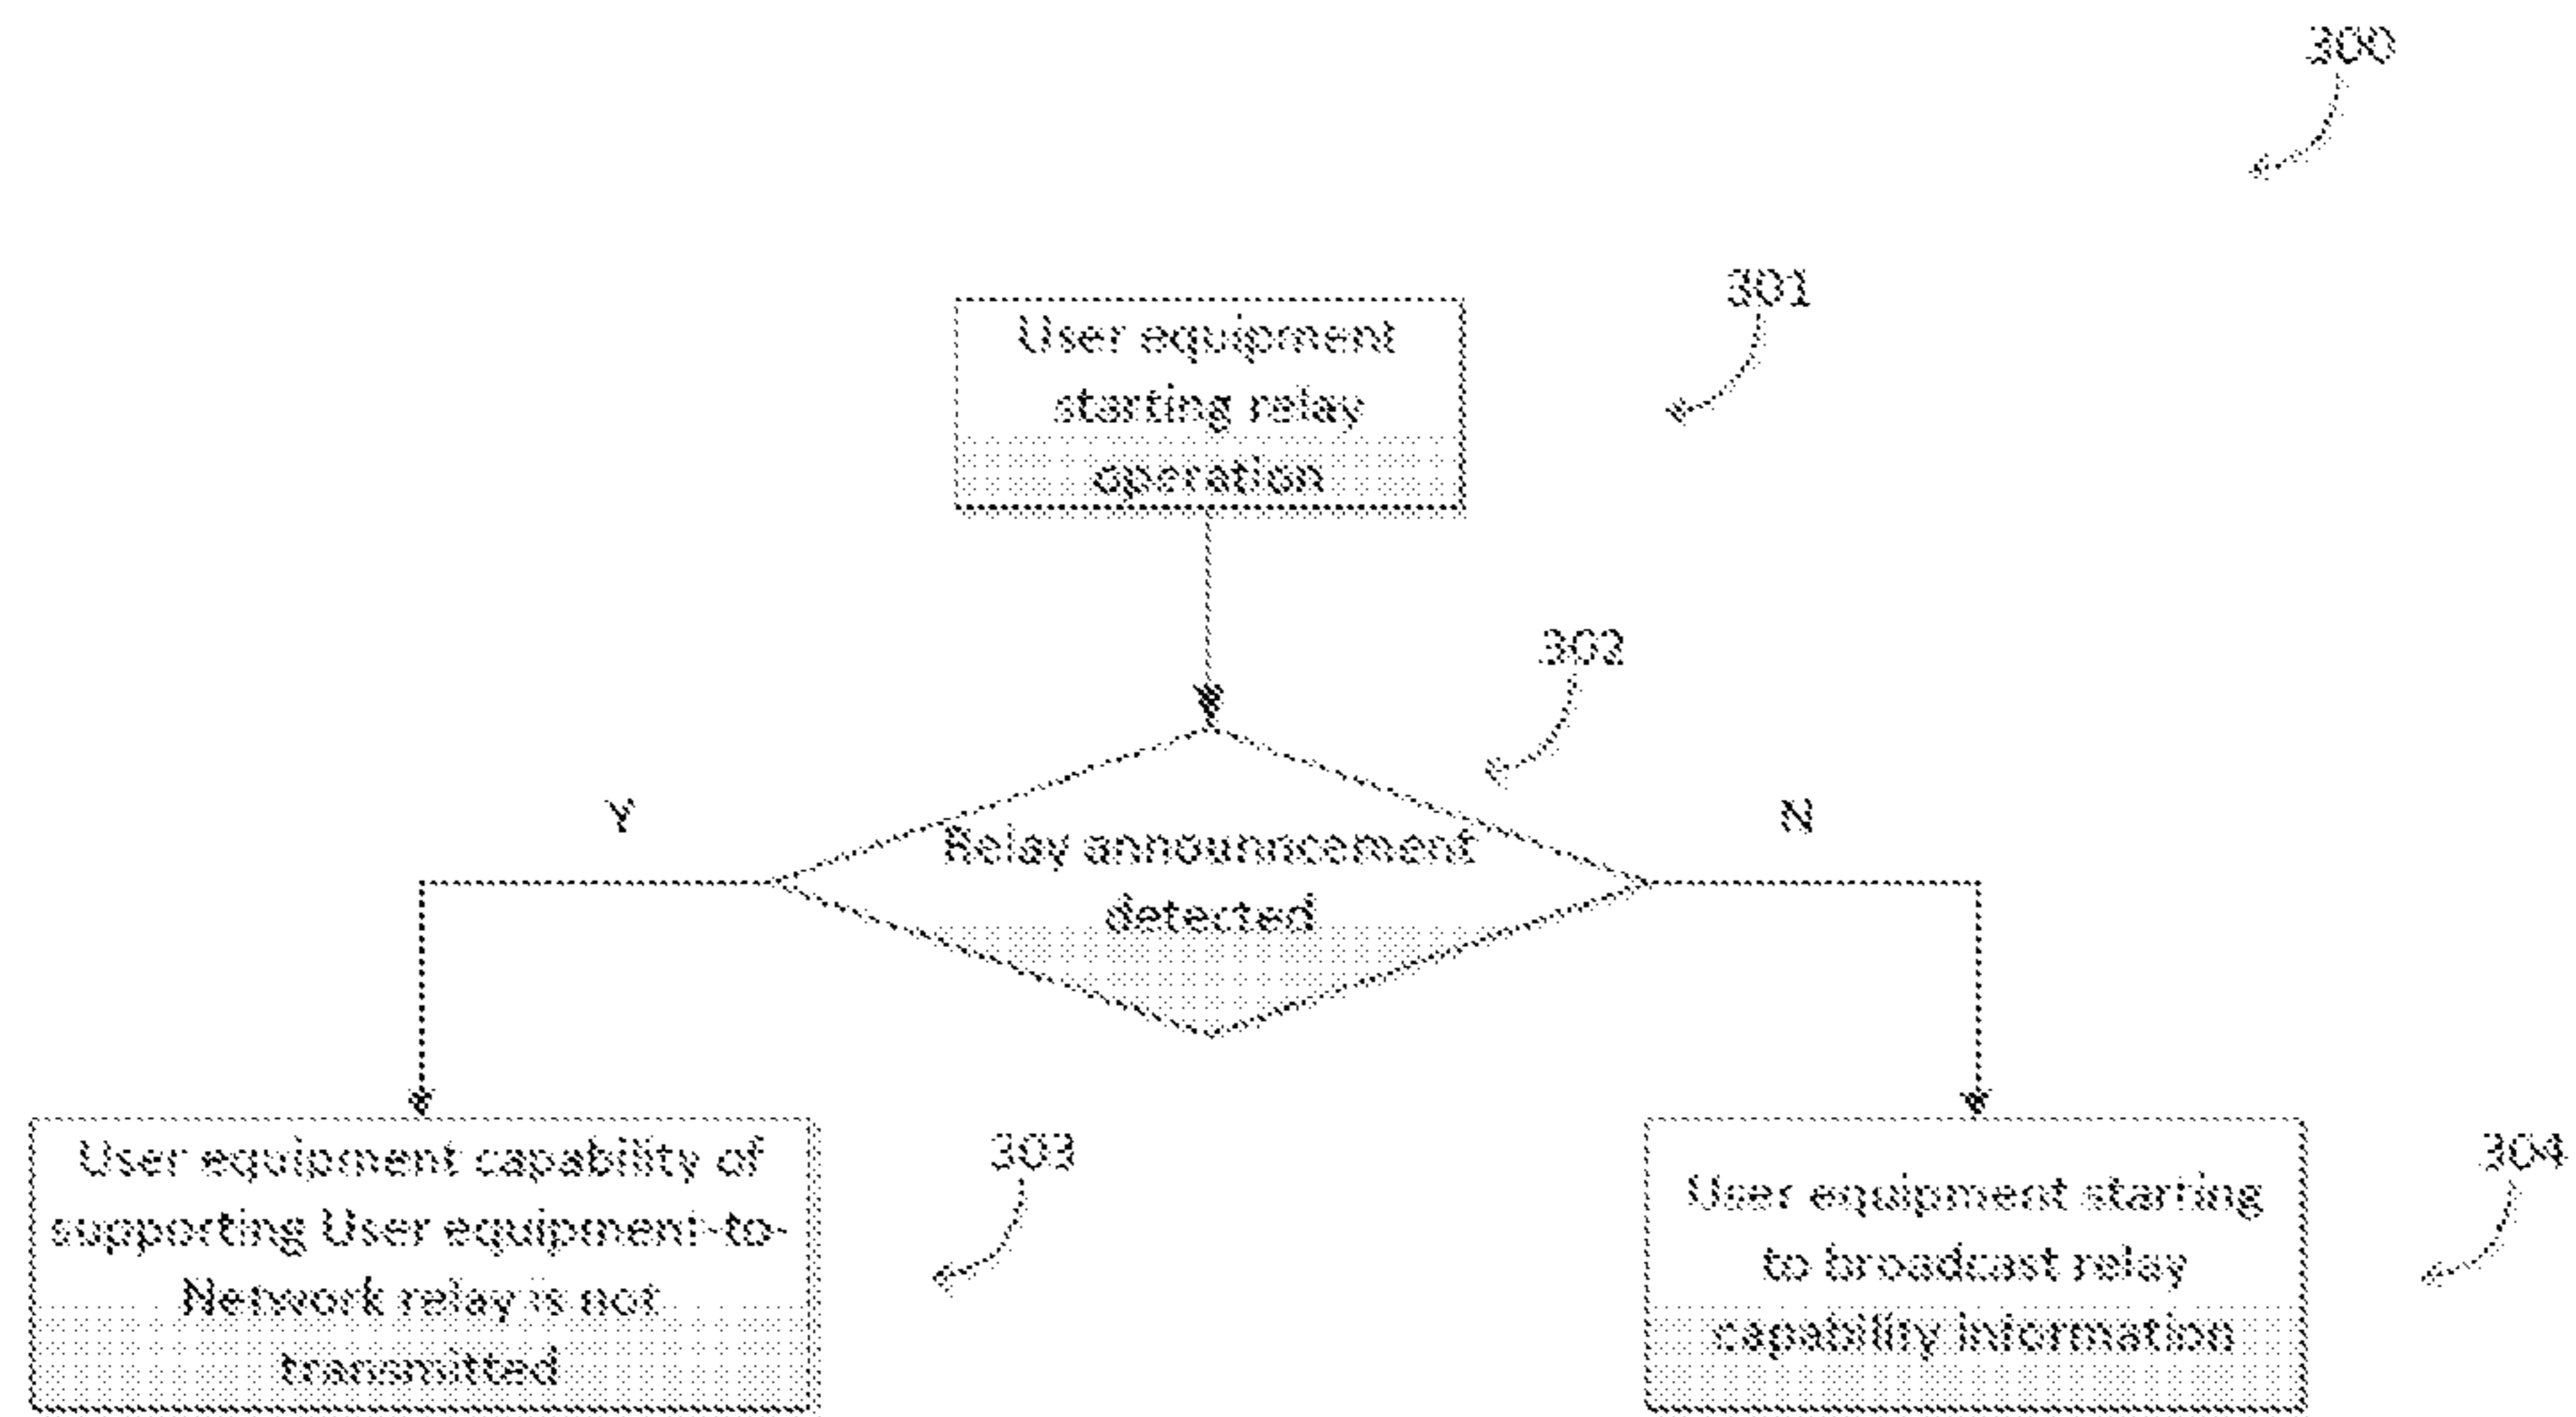 300
301
User equipment
starting relay
operation
302
Y
N
Relay announncement
detected
User equipment capability of
supporting User equipment-to-
Network relay is not
transmitted
303
User equipment starting
to broadcast relay
capability information
304